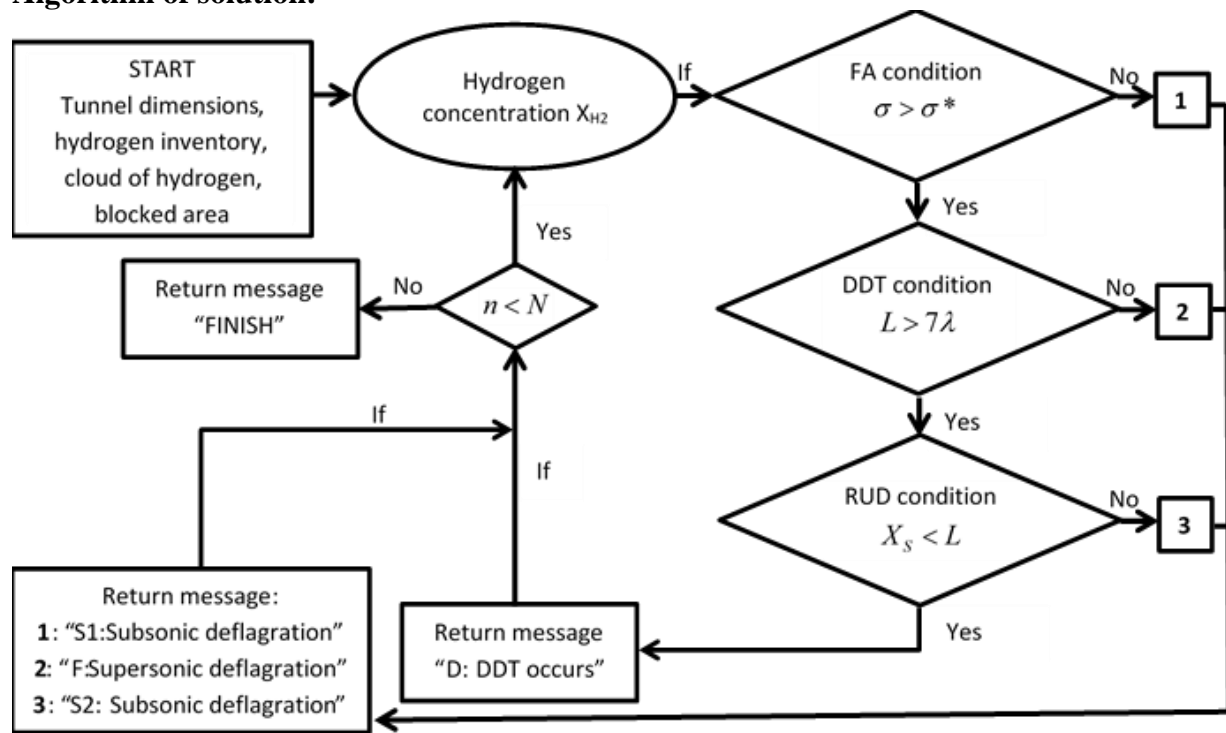 Algorithm of solution:
START
Tunnel dimensions,
hydrogen inventory,
cloud of hydrogen,
blocked area
Hydrogen
concentration X_H2
If
FA condition
σ > σ*
No
1
Yes
DDT condition
L > 7λ
No
2
Yes
RUD condition
X_S < L
No
3
Yes
Return message
"D: DDT occurs"
If
Return message:
1: "S1:Subsonic deflagration"
2: "F:Supersonic deflagration"
3: "S2: Subsonic deflagration"
If
n < N
Yes
No
Return message
"FINISH"